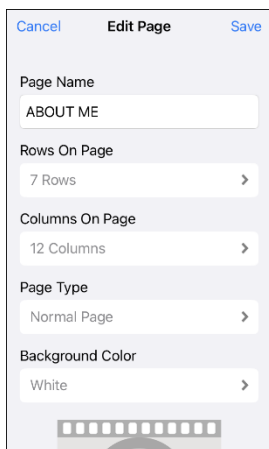 Cancel Edit Page Save
Page Name
ABOUT ME
Rows On Page
7 Rows
Columns On Page
12 Columns
Page Type
Normal Page
Background Color
White